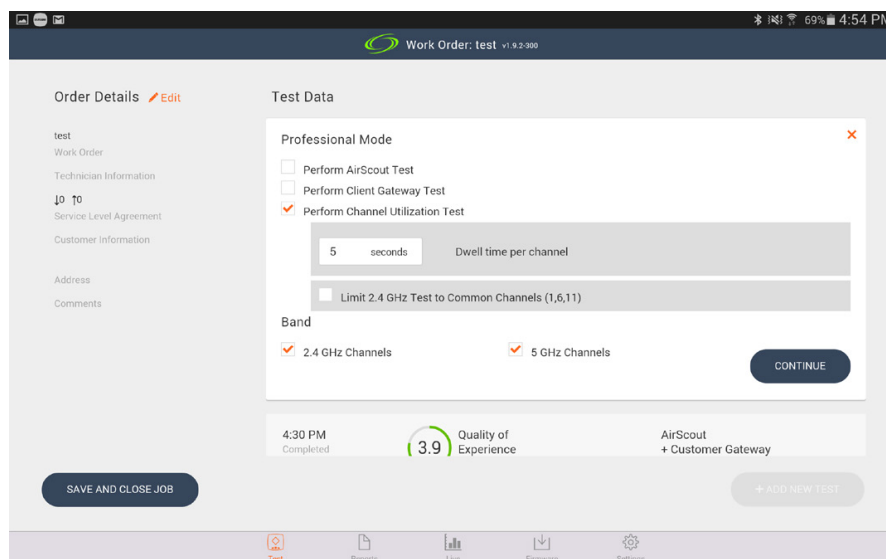 69% 4:54 PM
Work Order: test v1.9.2-300
Order Details Edit
test
Work Order
Technician Information
↓0 ↑0
Service Level Agreement
Customer Information
Address
Comments
Test Data
Professional Mode
Perform AirScout Test
Perform Client Gateway Test
Perform Channel Utilization Test
5 seconds Dwell time per channel
Limit 2.4 GHz Test to Common Channels (1,6,11)
Band
2.4 GHz Channels 5 GHz Channels
CONTINUE
4:30 PM
Completed
3.9
Quality of
Experience
AirScout
+ Customer Gateway
SAVE AND CLOSE JOB
+ ADD NEW TEST
Test